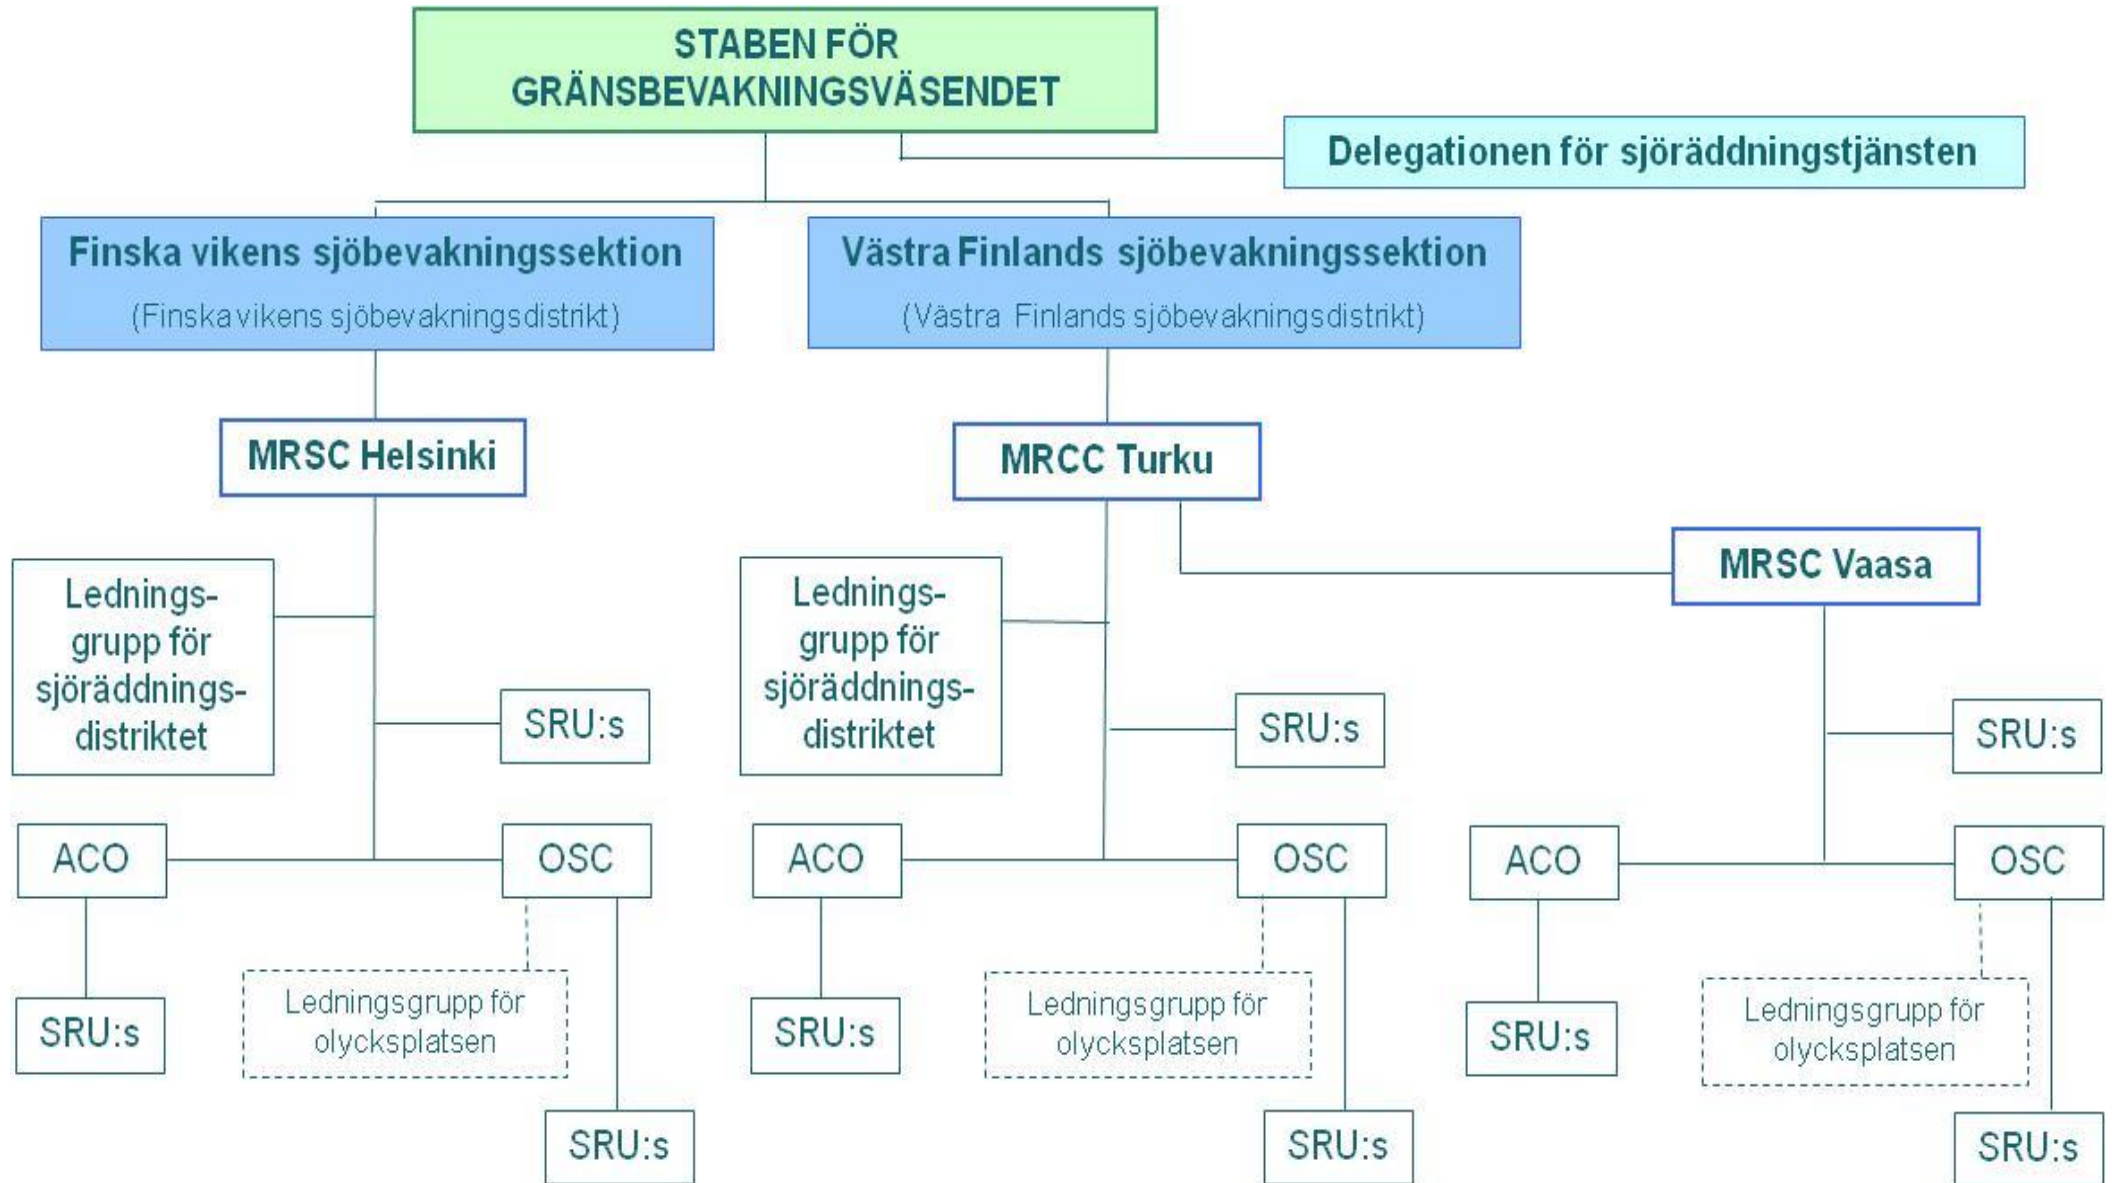 STABEN FÖR
GRÄNSBEVAKNINGSVÄSENDET
Delegationen för sjöräddningstjänsten
Finska vikens sjöbevakningssektion
(Finska vikens sjöbevakningsdistrikt)
Västra Finlands sjöbevakningssektion
(Västra Finlands sjöbevakningsdistrikt)
MRSC Helsinki
MRCC Turku
MRSC Vaasa
Lednings-
grupp för
sjöräddnings-
distriktet
SRU:s
Lednings-
grupp för
sjöräddnings-
distriktet
SRU:s
SRU:s
ACO
OSC
ACO
OSC
ACO
OSC
SRU:s
Ledningsgrupp för
olycksplatsen
SRU:s
Ledningsgrupp för
olycksplatsen
SRU:s
Ledningsgrupp för
olycksplatsen
SRU:s
SRU:s
SRU:s